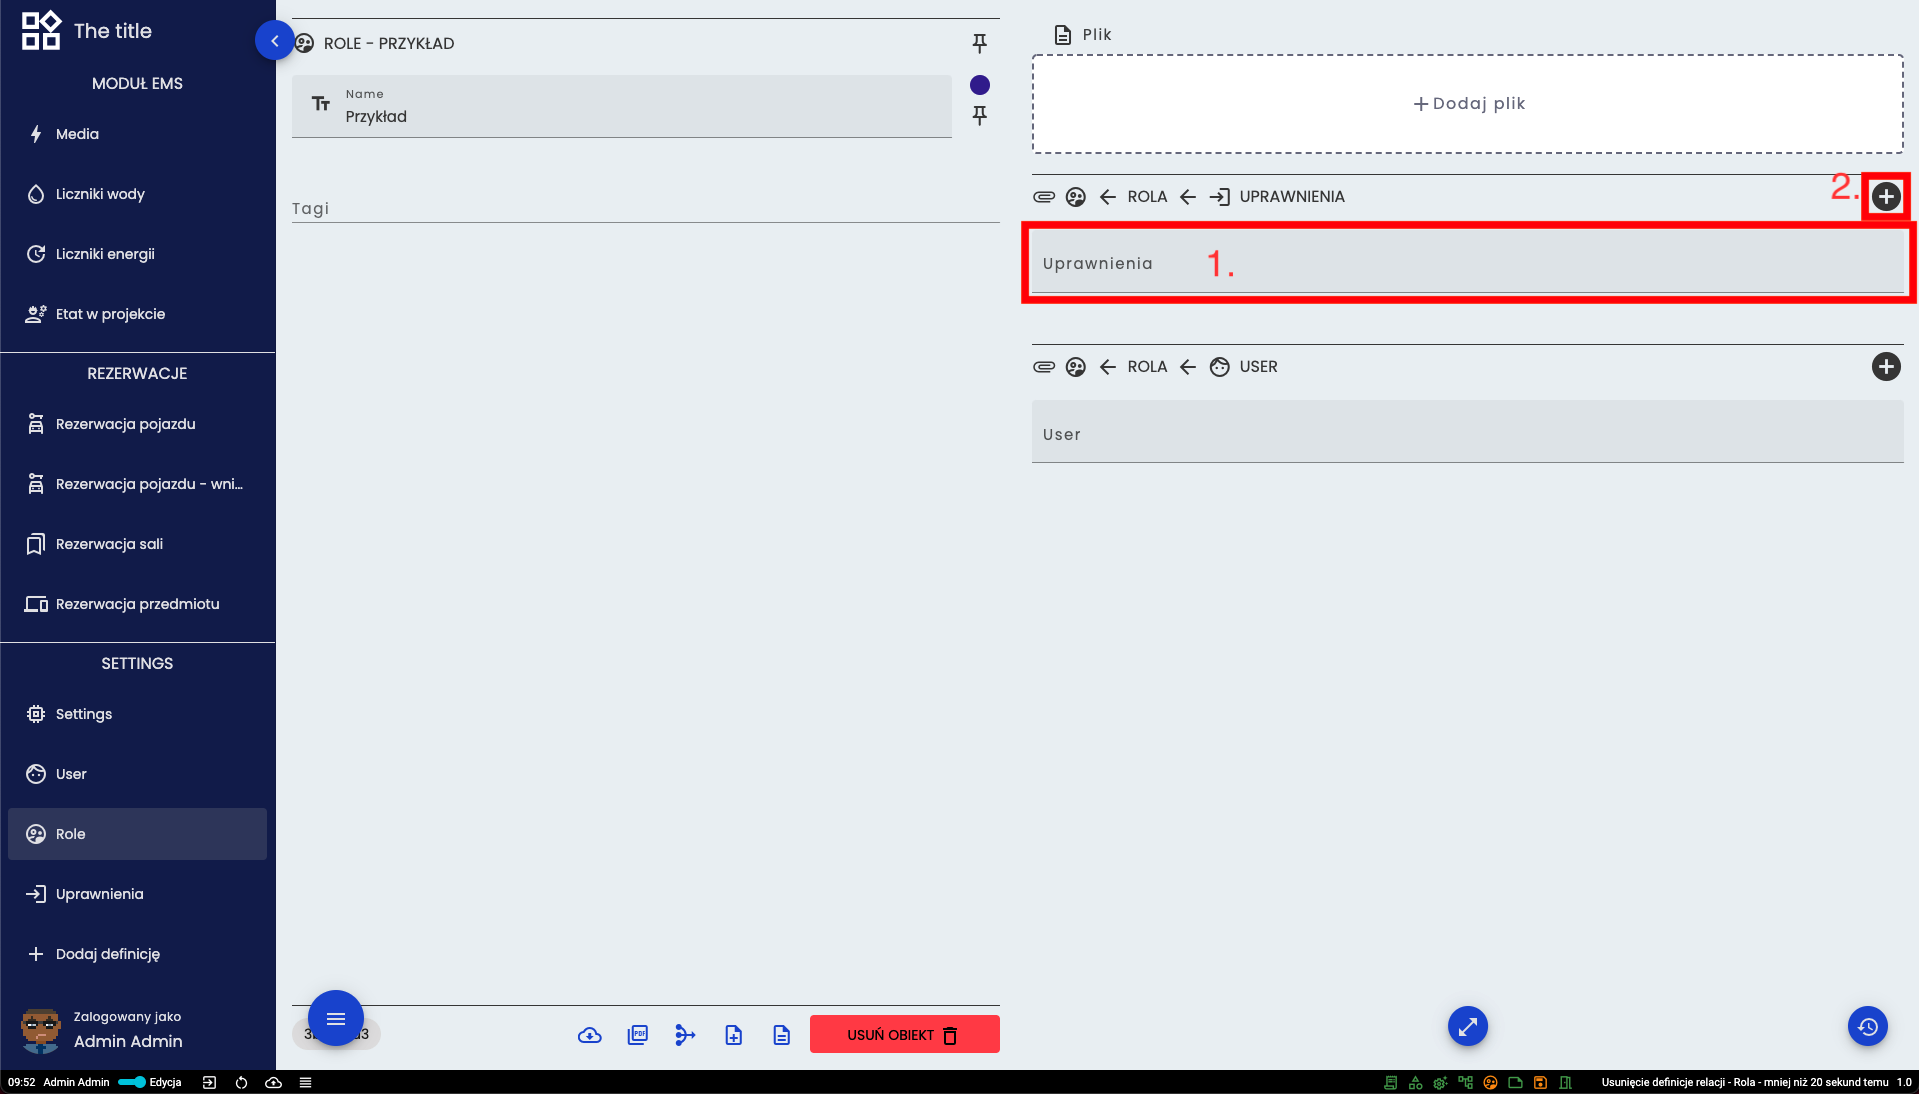 The title
MODUŁ EMS
Media
Liczniki wody
Liczniki energii
Etat w projekcie
REZERWACJE
Rezerwacja pojazdu
Rezerwacja pojazdu - wni...
Rezerwacja sali
Rezerwacja przedmiotu
SETTINGS
Settings
User
Role
Uprawnienia
Dodaj definicję
Zalogowany jako
Admin Admin
ROLE - PRZYKŁAD
Name
Przykład
Tagi
PDF
USUŃ OBIEKT
Plik
Dodaj plik
ROLA UPRAWNIENIA
2.
Uprawnienia 1.
ROLA USER
User
09:52 Admin Admin Edycja
Usunięcie definicje relacji - Rola - mniej niż 20 sekund temu 1.0